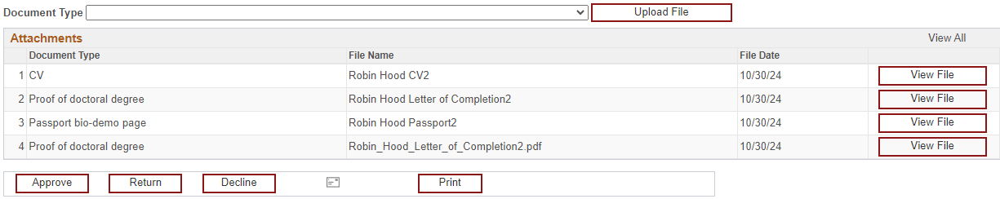 Document Type Upload File
Attachments View All
Document Type File Name File Date
1 CV Robin Hood CV2 10/30/24 View File
2 Proof of doctoral degree Robin Hood Letter of Completion2 10/30/24 View File
3 Passport bio-demo page Robin Hood Passport2 10/30/24 View File
4 Proof of doctoral degree Robin_Hood_Letter_of_Completion2.pdf 10/30/24 View File
Approve Return Decline Print